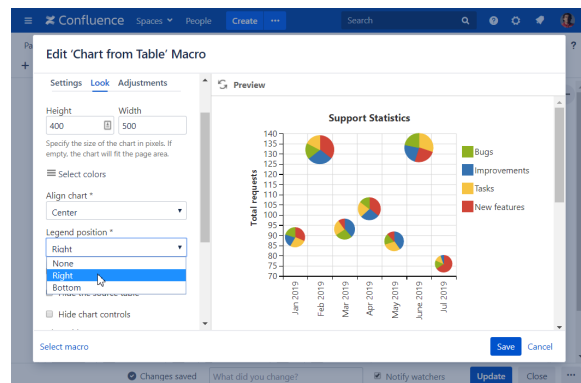 Confluence Spaces People Create ••• Search
Pa
Edit 'Chart from Table' Macro
Settings Look Adjustments
Preview
Height Width
400 500
Specify the size of the chart in pixels. If
empty, the chart will fit the page area.
Select colors
Align chart *
Center
Legend position *
Right
None
Right
Bottom
Hide the source table
Hide chart controls
Support Statistics
Total requests
140
135
130
125
120
115
110
105
100
95
90
85
80
75
70
Jan 2019
Feb 2019
Mar 2019
Apr 2019
May 2019
June 2019
Jul 2019
Bugs
Improvements
Tasks
New features
Select macro
Save Cancel
Changes saved What did you change? Notify watchers Update Close •••